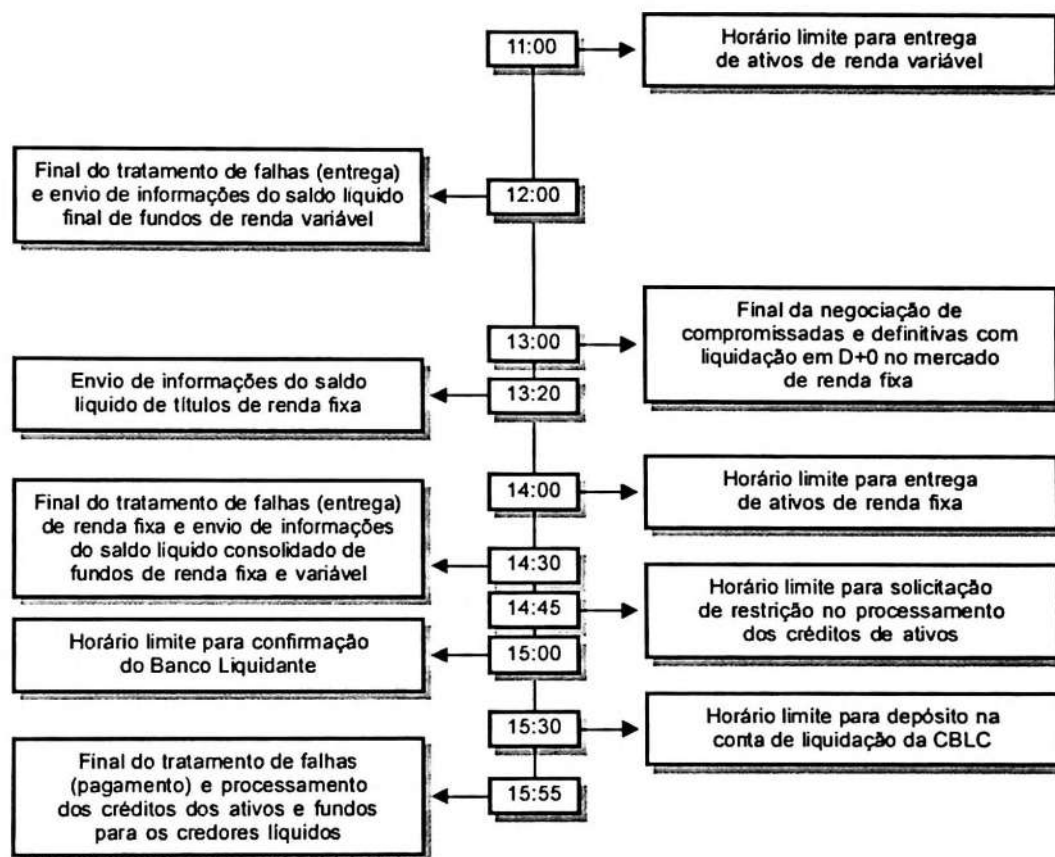 11:00
Horário limite para entrega
de ativos de renda variável
Final do tratamento de falhas (entrega)
e envio de informações do saldo líquido
final de fundos de renda variável
12:00
13:00
Final da negociação de
compromissadas e definitivas com
liquidação em D+0 no mercado
de renda fixa
Envio de informações do saldo
líquido de títulos de renda fixa
13:20
14:00
Horário limite para entrega
de ativos de renda fixa
Final do tratamento de falhas (entrega)
de renda fixa e envio de informações
do saldo líquido consolidado de
fundos de renda fixa e variável
14:30
14:45
Horário limite para solicitação
de restrição no processamento
dos créditos de ativos
Horário limite para confirmação
do Banco Liquidante
15:00
15:30
Horário limite para depósito na
conta de liquidação da CBLC
Final do tratamento de falhas
(pagamento) e processamento
dos créditos dos ativos e fundos
para os credores líquidos
15:55